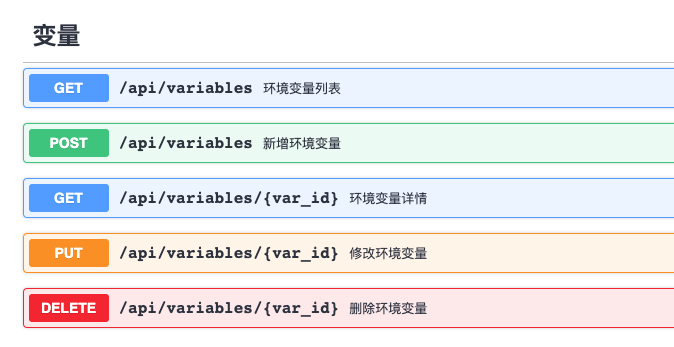 变量
GET /api/variables 环境变量列表
POST /api/variables 新增环境变量
GET /api/variables/{var_id} 环境变量详情
PUT /api/variables/{var_id} 修改环境变量
DELETE /api/variables/{var_id} 删除环境变量